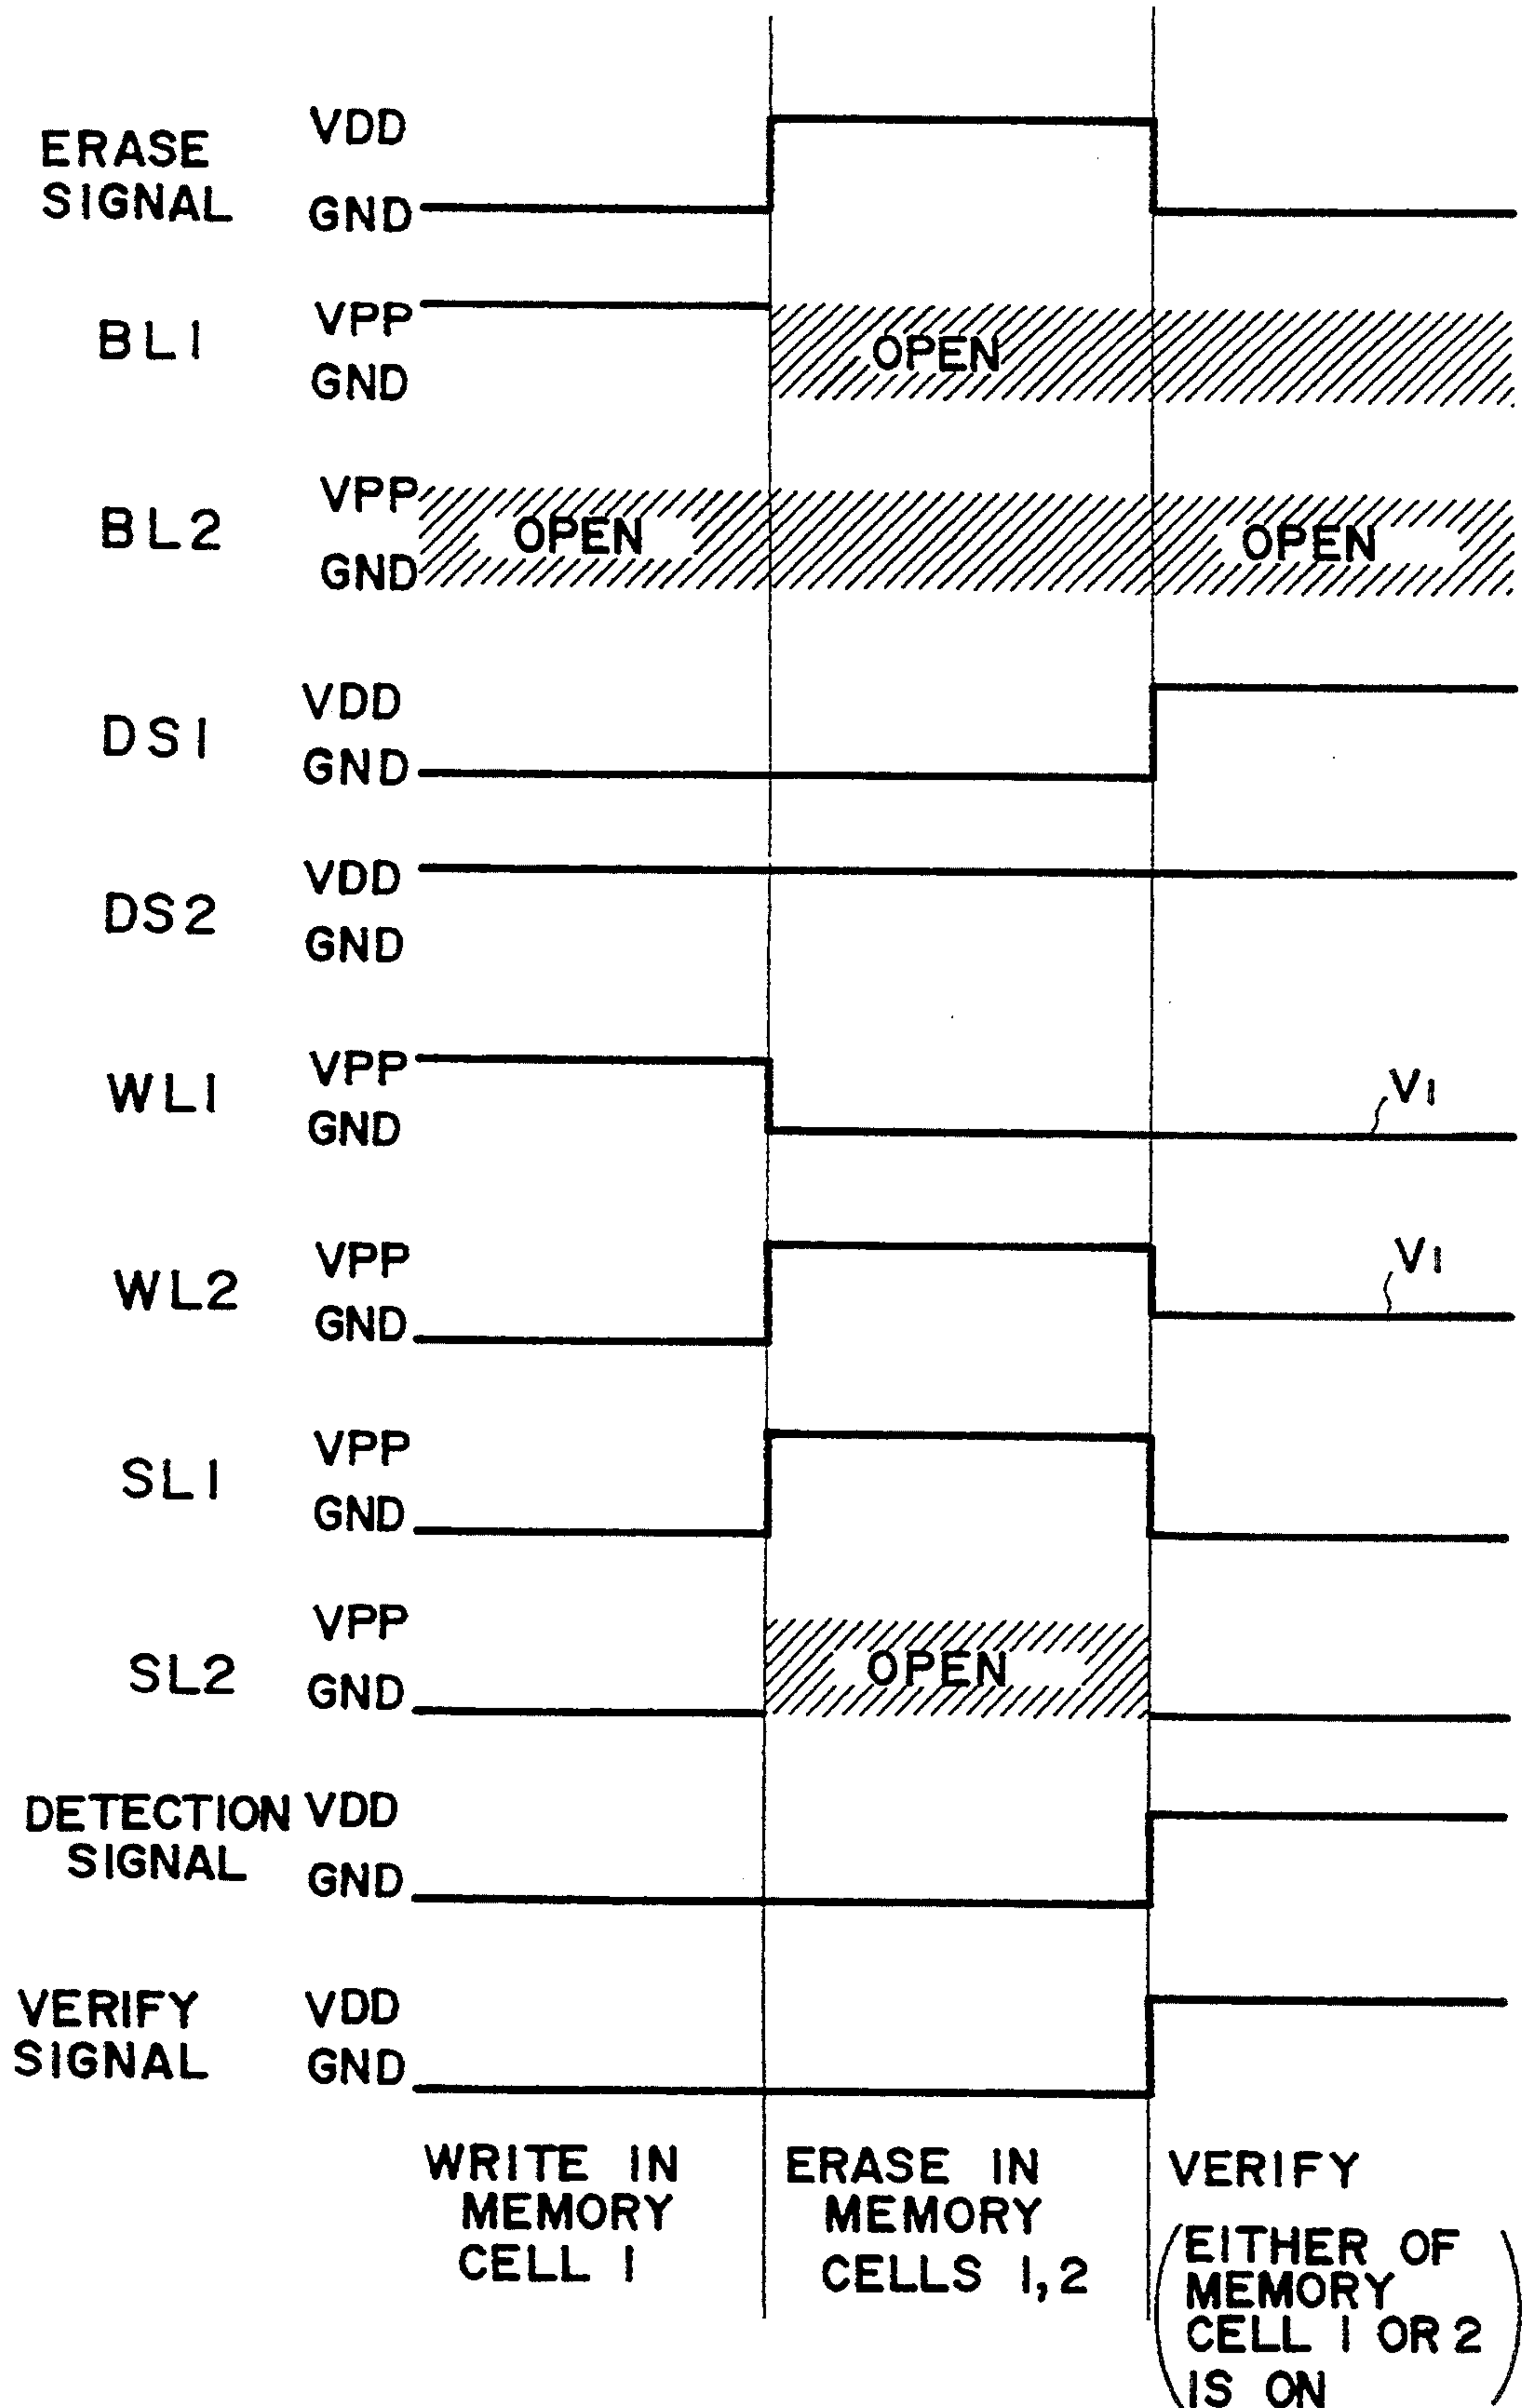 ERASE SIGNAL VDD GND
BL1 VPP GND OPEN
BL2 VPP GND OPEN OPEN
DS1 VDD GND
DS2 VDD GND
WL1 VPP GND V1
WL2 VPP GND V1
SL1 VPP GND
SL2 VPP GND OPEN
DETECTION SIGNAL VDD GND
VERIFY SIGNAL VDD GND
WRITE IN
MEMORY
CELL 1
ERASE IN
MEMORY
CELLS 1,2
VERIFY
(EITHER OF
MEMORY
CELL 1 OR 2
IS ON)